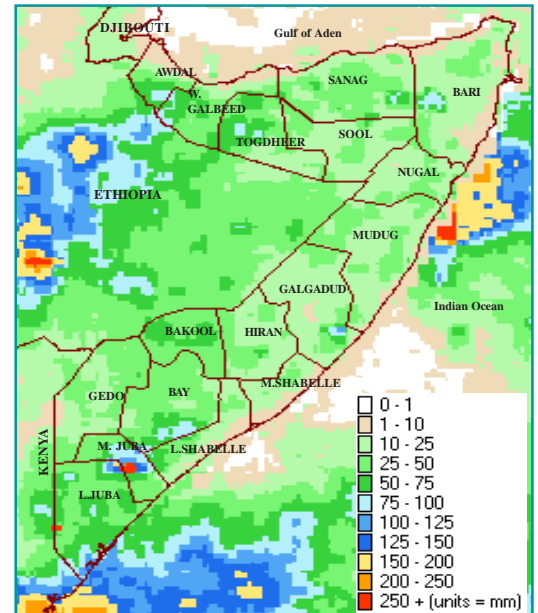 DJIBOUTI
Gulf of Aden
AWDAL
SANAG
W.
GALBEED
BARI
TOGDHEER
SOOL
NUGAL
ETHIOPIA
MUDUG
GALGADUD
Indian Ocean
BAKOOL
HIRAN
M.SHABELLE
GEDO
BAY
KENYA
M. JUBA
L.SHABELLE
L.JUBA
0 - 1
1 - 10
10 - 25
25 - 50
50 - 75
75 - 100
100 - 125
125 - 150
150 - 200
200 - 250
250 + (units = mm)